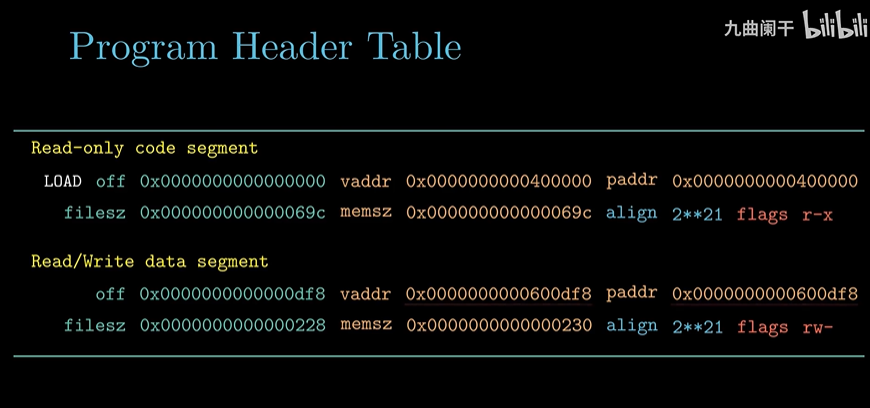 九曲阑干 bilibili
Program Header Table
Read-only code segment
LOAD off 0x0000000000000000 vaddr 0x0000000000400000 paddr 0x0000000000400000
filesz 0x000000000000069c memsz 0x000000000000069c align 2**21 flags r-x
Read/Write data segment
off 0x0000000000000df8 vaddr 0x0000000000600df8 paddr 0x0000000000600df8
filesz 0x0000000000000228 memsz 0x0000000000000230 align 2**21 flags rw-